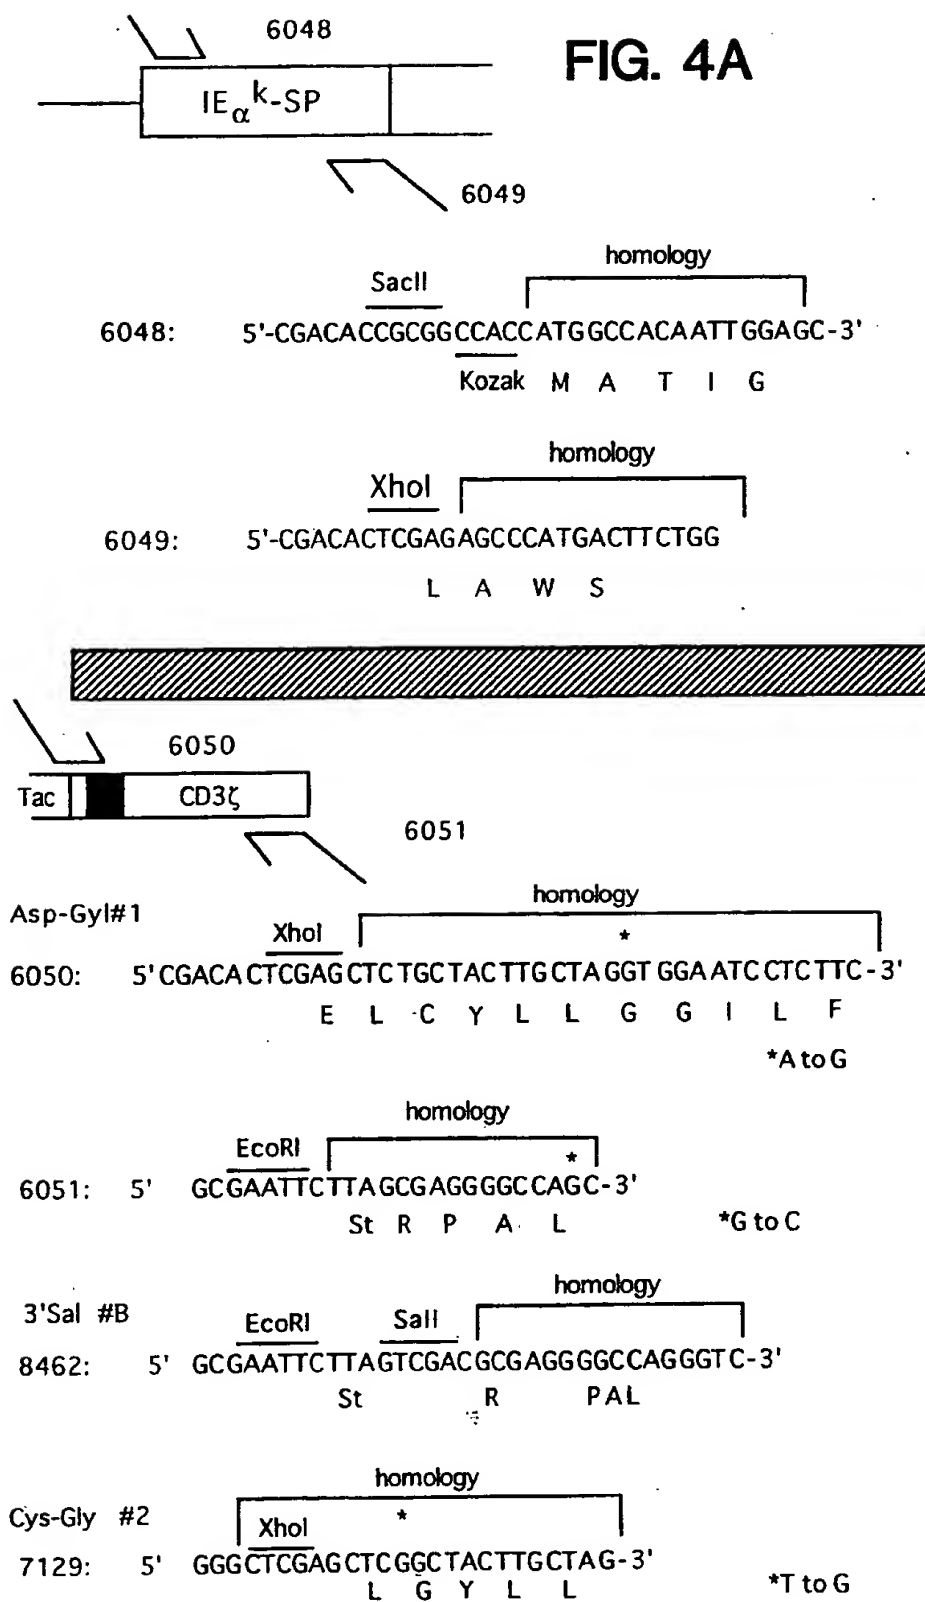 6048
FIG. 4A
IEαk-SP
6049
homology
SacII
6048: 5'-CGACACCGCGGCCACCATGGCCACAATTGGAGC-3'
Kozak M A T I G
homology
XhoI
6049: 5'-CGACACTCGAGAGCCCATGACTTCTGG
L A W S
6050
Tac CD3ζ
6051
homology
Asp-Gyl#1
XhoI *
6050: 5'CGACACTCGAGCTCTGCTACTTGCTAGGTGGAATCCTCTTC-3'
E L C Y L L G G I L F
*A to G
homology
EcoRI *
6051: 5' GCGAATTCTTAGCGAGGGGCCAGC-3'
St R P A L *G to C
homology
3'Sal #B
EcoRI SalI
8462: 5' GCGAATTCTTAGTCGACGCGAGGGGCCAGGGTC-3'
St R PAL
homology
Cys-Gly #2
XhoI *
7129: 5' GGGCTCGAGCTCGGCTACTTGCTAG-3'
L G Y L L *T to G